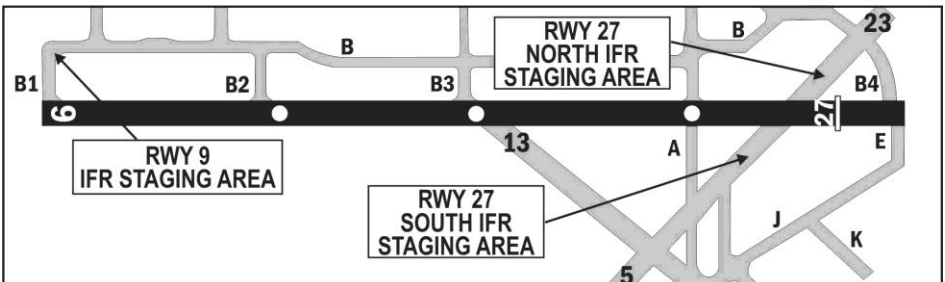 23
B
RWY 27
NORTH IFR
STAGING AREA
B
B1
B2
B3
B4
9
27
RWY 9
IFR STAGING AREA
13
A
E
RWY 27
SOUTH IFR
STAGING AREA
J
K
5